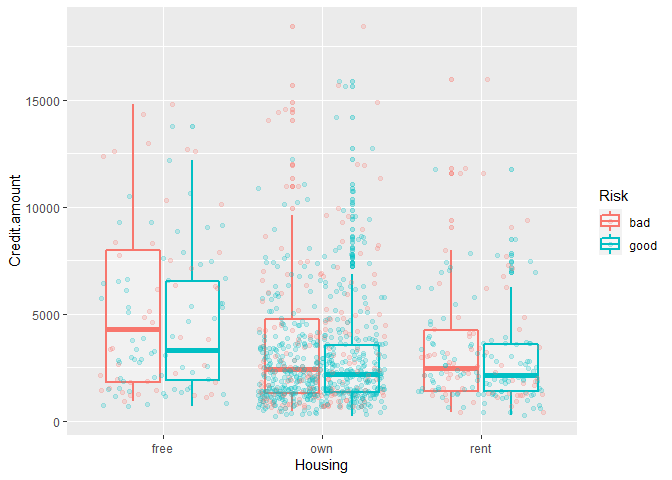 15000
10000
5000
0
Credit.amount
free
own
rent
Housing
Risk
bad
good